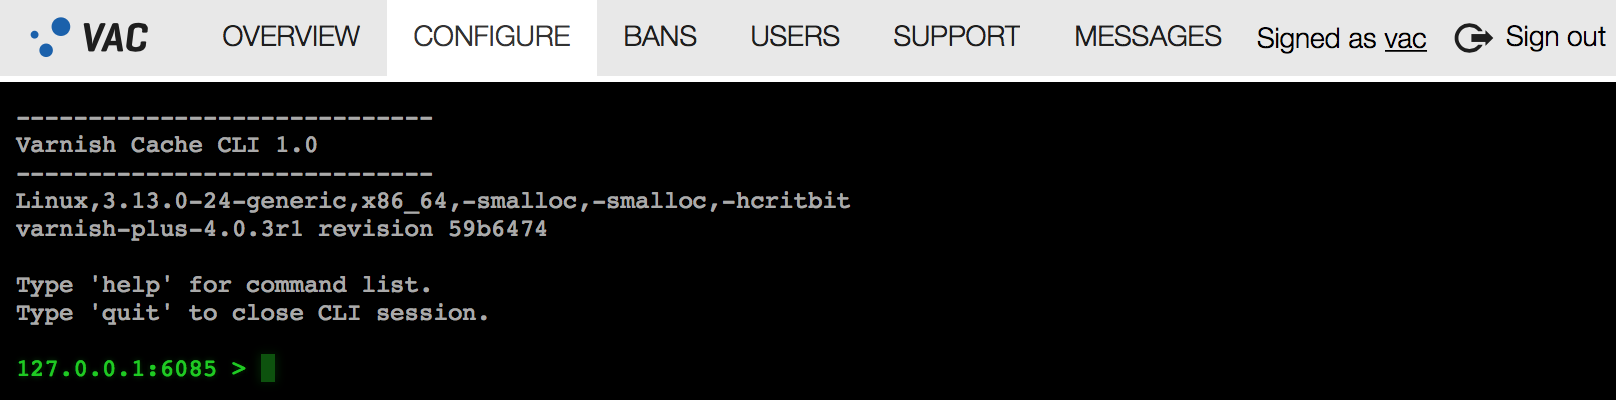 VAC OVERVIEW CONFIGURE BANS USERS SUPPORT MESSAGES Signed as vac Sign out
-----------------------------
Varnish Cache CLI 1.0
-----------------------------
Linux,3.13.0-24-generic,x86_64,-smalloc,-smalloc,-hcritbit
varnish-plus-4.0.3r1 revision 59b6474
Type 'help' for command list.
Type 'quit' to close CLI session.
127.0.0.1:6085 >